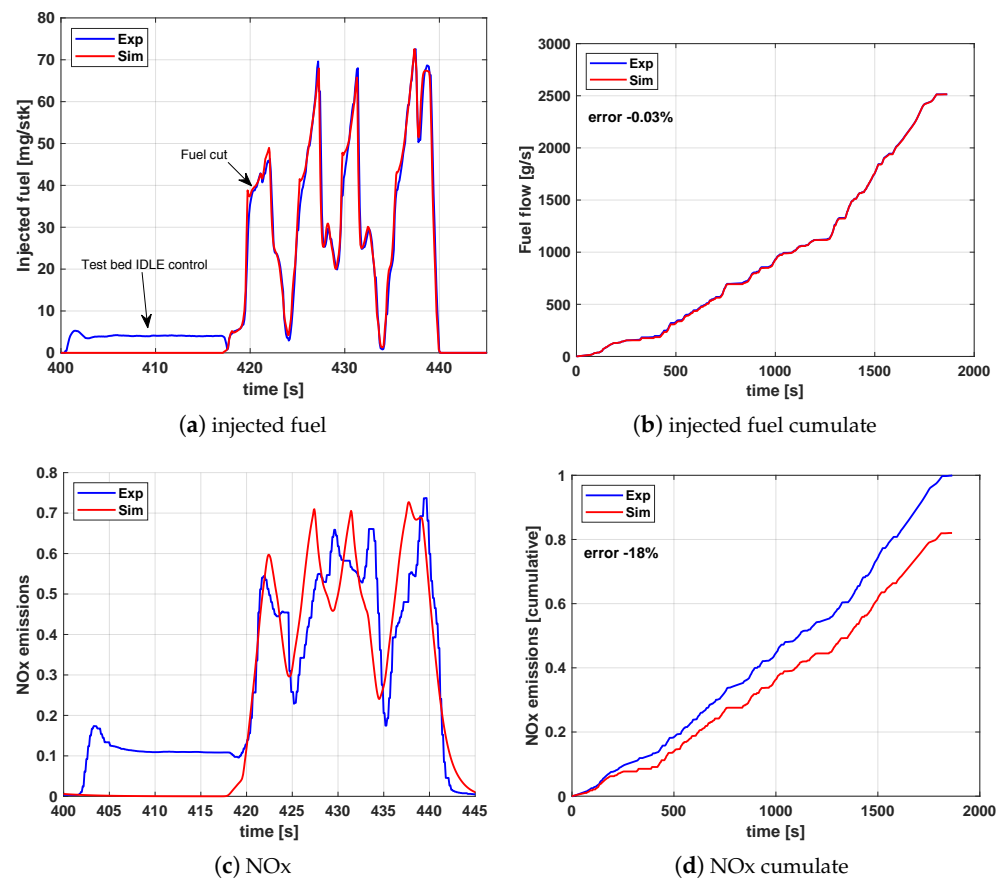 80
70
60
50
40
30
20
10
0
Injected fuel [mg/stk]
Exp
Sim
Fuel cut
Test bed IDLE control
400 410 420 430 440
time [s]
(a) injected fuel
3000
2500
2000
1500
1000
500
0
Fuel flow [g/s]
Exp
Sim
error -0.03%
0 500 1000 1500 2000
time [s]
(b) injected fuel cumulate
0.8
0.7
0.6
0.5
0.4
0.3
0.2
0.1
0
NOx emissions
Exp
Sim
400 405 410 415 420 425 430 435 440 445
time [s]
(c) NOx
1
0.8
0.6
0.4
0.2
0
NOx emissions [cumulative]
Exp
Sim
error -18%
0 500 1000 1500 2000
time [s]
(d) NOx cumulate